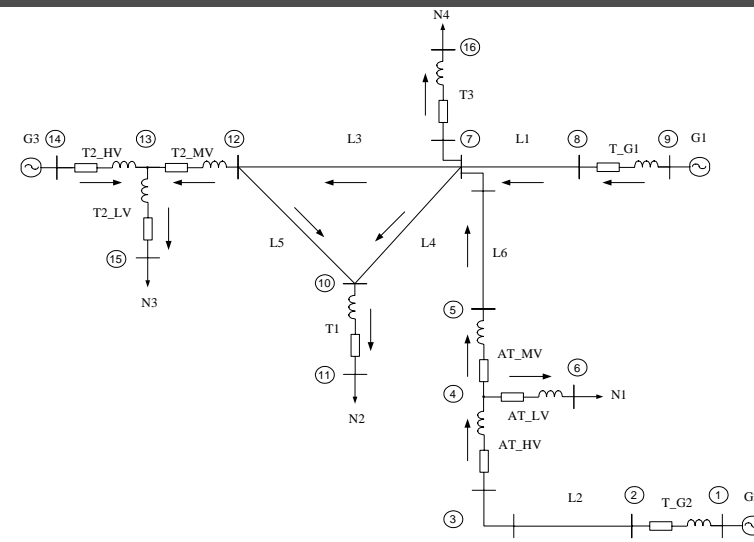 N4
16
T3
G3
14
T2_HV
13
T2_MV
12
L3
7
L1
8
T_G1
9
G1
T2_LV
15
N3
L5
L4
L6
10
T1
11
N2
5
AT_MV
6
4
N1
AT_LV
AT_HV
3
L2
2
T_G2
1